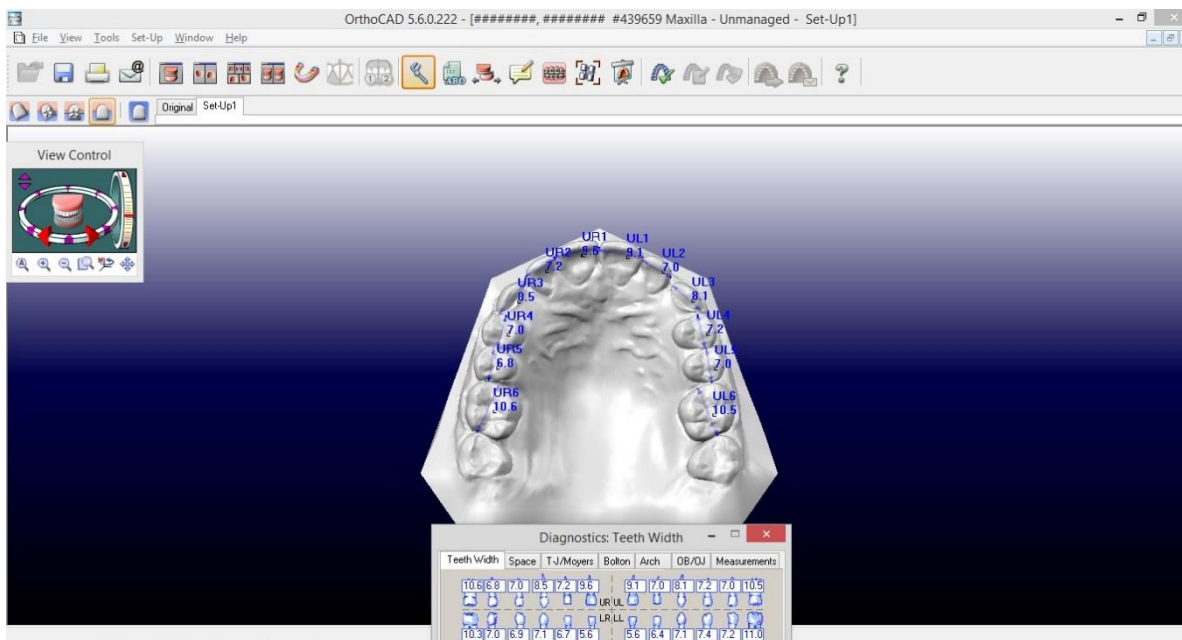 OrthoCAD 5.6.0.222 - [########, ######## #439659 Maxilla - Unmanaged - Set-Up1]
File View Tools Set-Up Window Help
Original Set-Up1
View Control
UR1 UL1
9.1
UR2 UL2
7.2 7.0
UR3 UL3
8.5 8.1
UR4 UL4
7.0 7.2
UR5 UL5
6.8 7.0
UR6 UL6
10.6 10.5
Diagnostics: Teeth Width
Teeth Width Space T-J/Moyers Bolton Arch OB/OJ Measurements
10.6 6.8 7.0 8.5 7.2 9.6 9.1 7.0 8.1 7.2 7.0 10.5
UR UL
LR LL
10.3 7.0 6.9 7.1 6.7 5.6 5.6 6.4 7.1 7.4 7.2 11.0